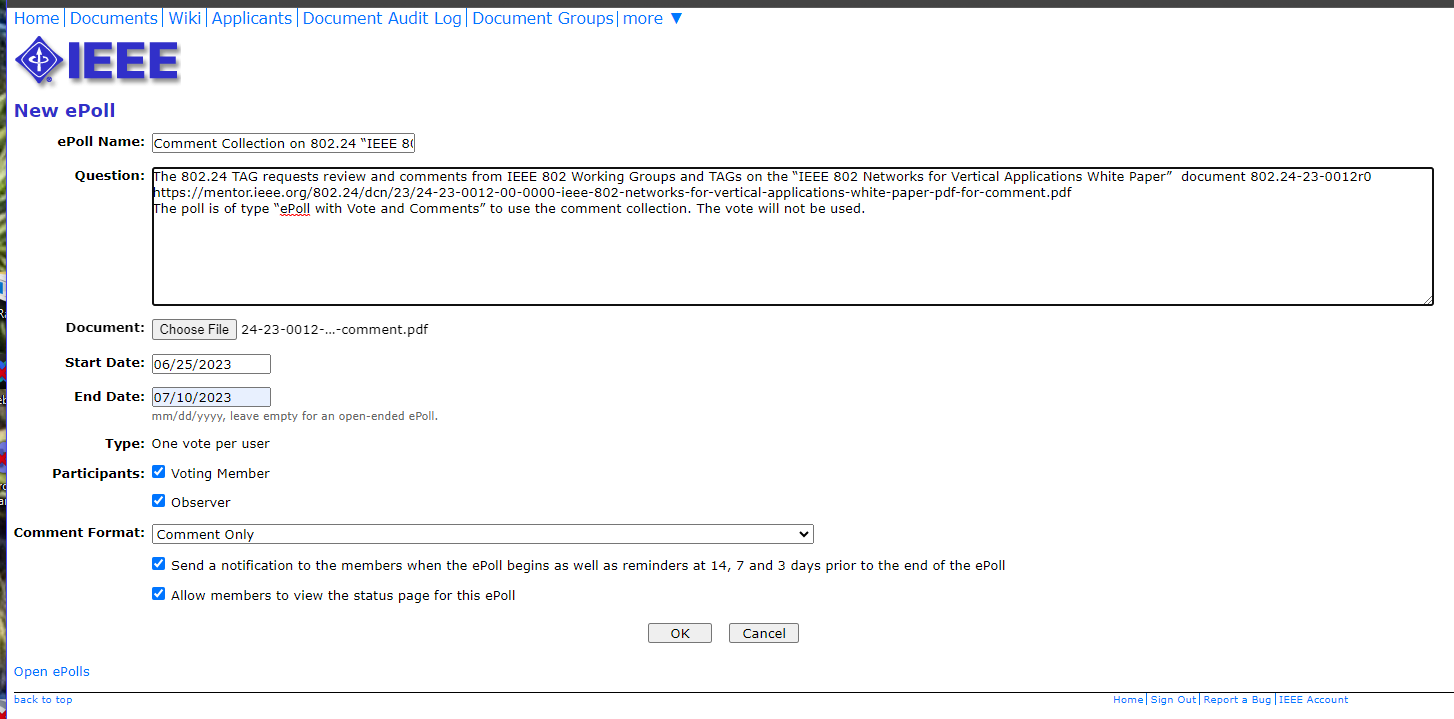 Home Documents Wiki Applicants Document Audit Log Document Groups more ▼
IEEE
New ePoll
ePoll Name: Comment Collection on 802.24 “IEEE 80
Question: The 802.24 TAG requests review and comments from IEEE 802 Working Groups and TAGs on the “IEEE 802 Networks for Vertical Applications White Paper”  document 802.24-23-0012r0
https://mentor.ieee.org/802.24/dcn/23/24-23-0012-00-0000-ieee-802-networks-for-vertical-applications-white-paper-pdf-for-comment.pdf
The poll is of type “ePoll with Vote and Comments” to use the comment collection. The vote will not be used.
Document: Choose File 24-23-0012-...-comment.pdf
Start Date: 06/25/2023
End Date: 07/10/2023
mm/dd/yyyy, leave empty for an open-ended ePoll.
Type: One vote per user
Participants: Voting Member
Observer
Comment Format: Comment Only
Send a notification to the members when the ePoll begins as well as reminders at 14, 7 and 3 days prior to the end of the ePoll
Allow members to view the status page for this ePoll
OK Cancel
Open ePolls
back to top Home Sign Out Report a Bug IEEE Account